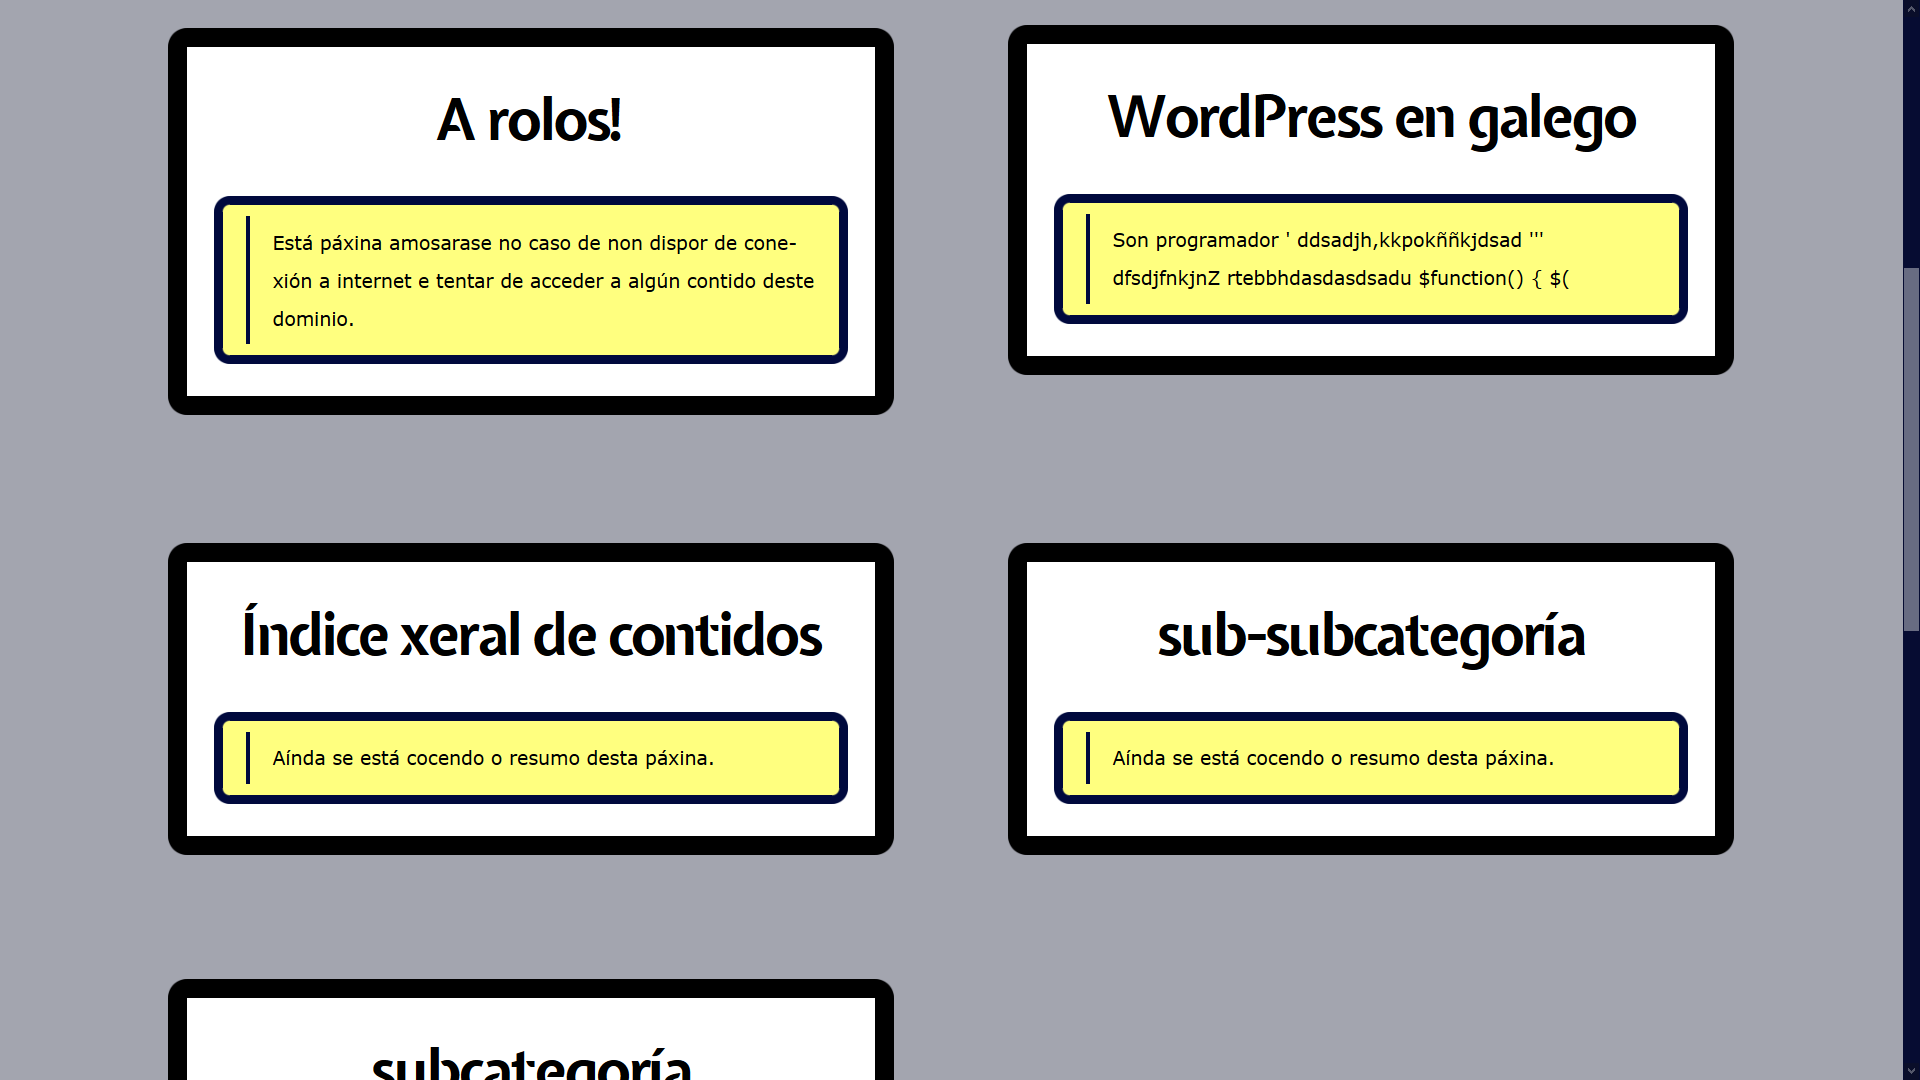 A rolos!
Está páxina amosarase no caso de non dispor de cone-
xión a internet e tentar de acceder a algún contido deste
dominio.
WordPress en galego
Son programador ' ddsadjh,kkpokññkjdsad '''
dfsdjfnkjnZ rtebbhdasdasdsadu $function() { $(
Índice xeral de contidos
Aínda se está cocendo o resumo desta páxina.
sub-subcategoría
Aínda se está cocendo o resumo desta páxina.
subcategoría